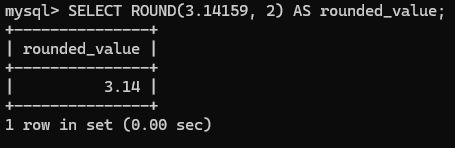 mysql> SELECT ROUND(3.14159, 2) AS rounded_value;
+---------------+
| rounded_value |
+---------------+
|          3.14 |
+---------------+
1 row in set (0.00 sec)